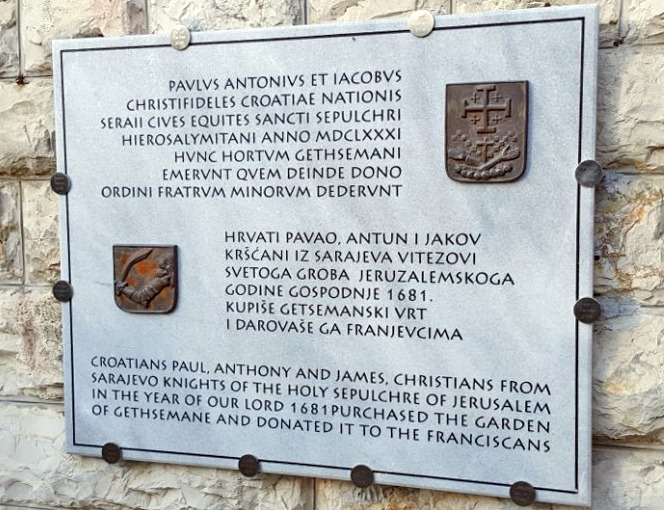 PAVLVS ANTONIVS ET IACOBVS
CHRISTIFIDELES CROATIAE NATIONIS
SERAII CIVES EQUITES SANCTI SEPULCHRI
HIEROSALYMITANI ANNO MDCLXXXI
HVNC HORTVM GETHSEMANI
EMERVNT QVEM DEINDE DONO
ORDINI FRATRVM MINORVM DEDERVNT
HRVATI PAVAO, ANTUN I JAKOV
KRŠĆANI IZ SARAJEVA VITEZOVI
SVETOGA GROBA JERUZALEMSKOGA
GODINE GOSPODNJE 1681.
KUPIŠE GETSEMANSKI VRT
I DAROVAŠE GA FRANJEVCIMA
CROATIANS PAUL, ANTHONY AND JAMES, CHRISTIANS FROM
SARAJEVO KNIGHTS OF THE HOLY SEPULCHRE OF JERUSALEM
IN THE YEAR OF OUR LORD 1681 PURCHASED THE GARDEN
OF GETHSEMANE AND DONATED IT TO THE FRANCISCANS